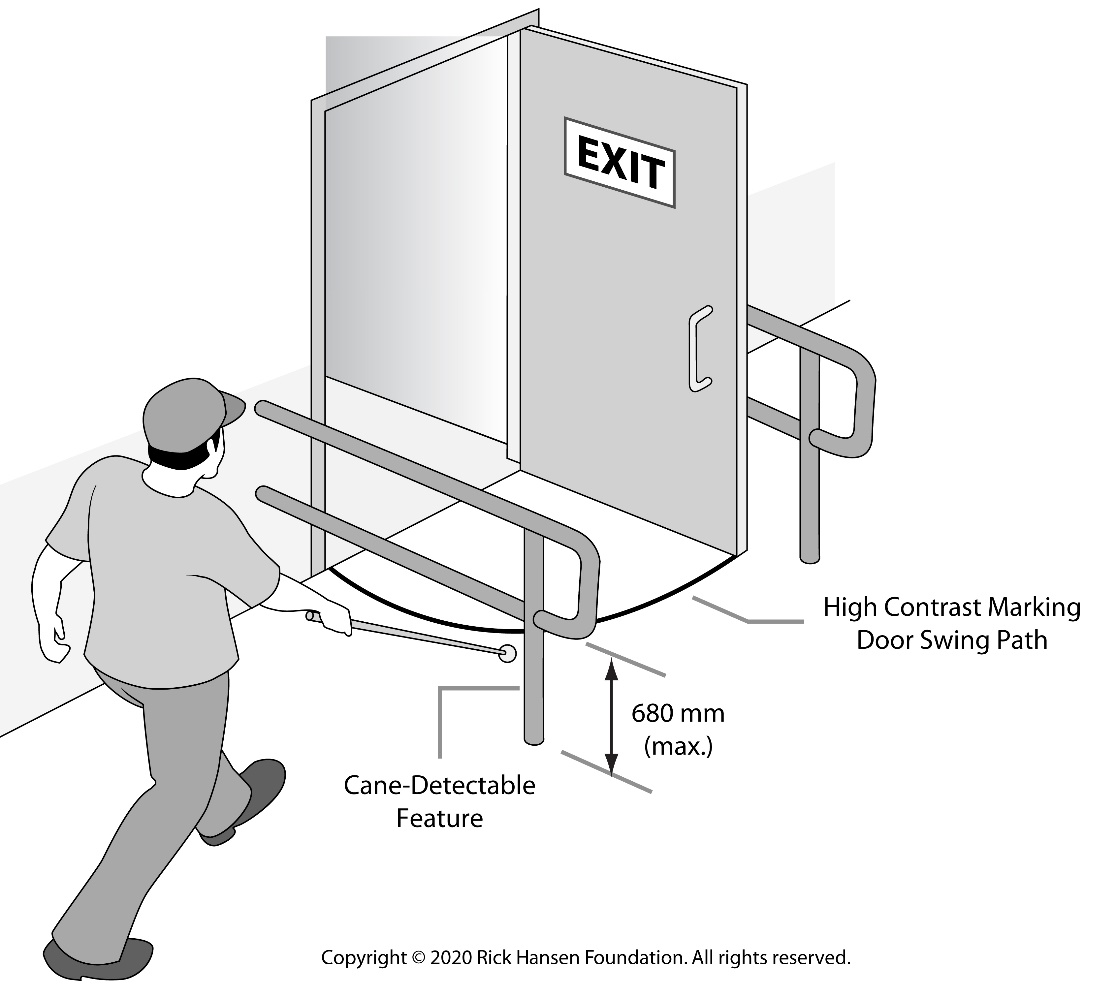 EXIT
High Contrast Marking
Door Swing Path
680 mm
(max.)
Cane-Detectable
Feature
Copyright © 2020 Rick Hansen Foundation. All rights reserved.